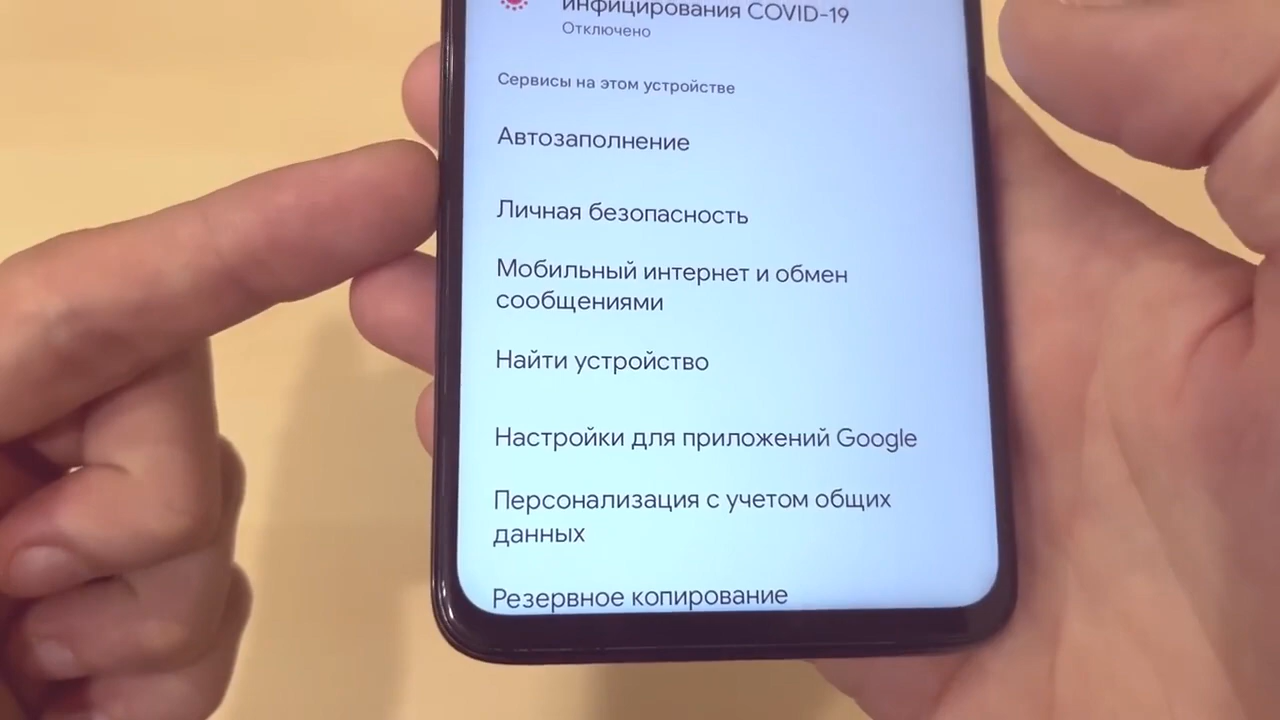 инфицирования COVID-19
Отключено
Сервисы на этом устройстве
Автозаполнение
Личная безопасность
Мобильный интернет и обмен
сообщениями
Найти устройство
Настройки для приложений Google
Персонализация с учетом общих
данных
Резервное копирование